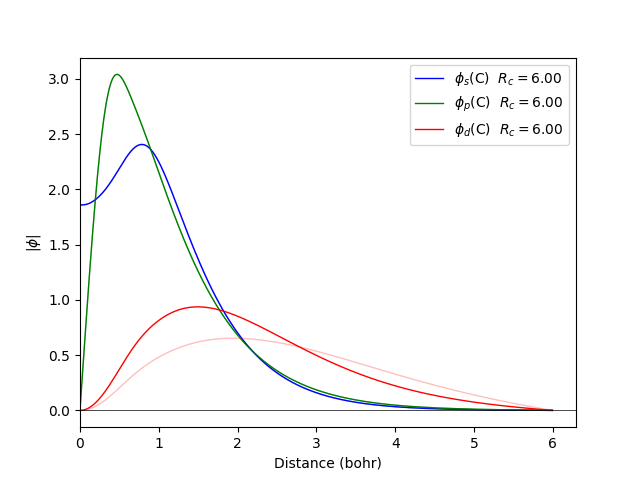 ϕs(C) Rc = 6.00
ϕp(C) Rc = 6.00
ϕd(C) Rc = 6.00
|ϕ|
3.0
2.5
2.0
1.5
1.0
0.5
0.0
0 1 2 3 4 5 6
Distance (bohr)